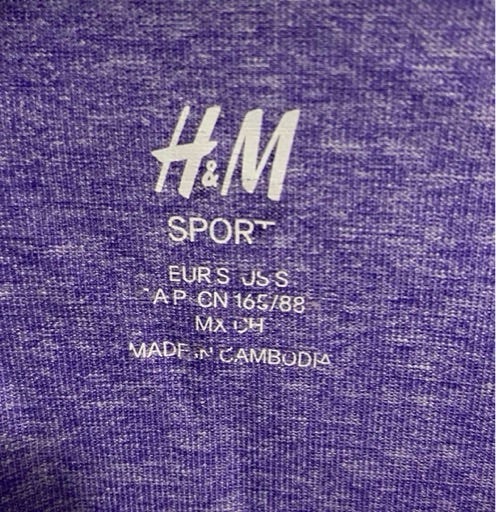 H&M
SPORT
EUR S US S
CN 165/88
MX CH
MADE IN CAMBODIA